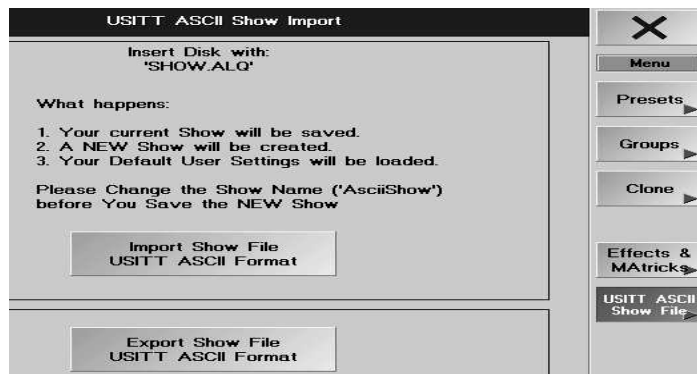 USITT ASCII Show Import
Insert Disk with:
'SHOW.ALQ'
What happens:
1. Your current Show will be saved.
2. A NEW Show will be created.
3. Your Default User Settings will be loaded.
Please Change the Show Name ('AsciiShow')
before You Save the NEW Show
Import Show File
USITT ASCII Format
Export Show File
USITT ASCII Format
Menu
Presets
Groups
Clone
Effects &
MAtricks
USITT ASCII
Show File